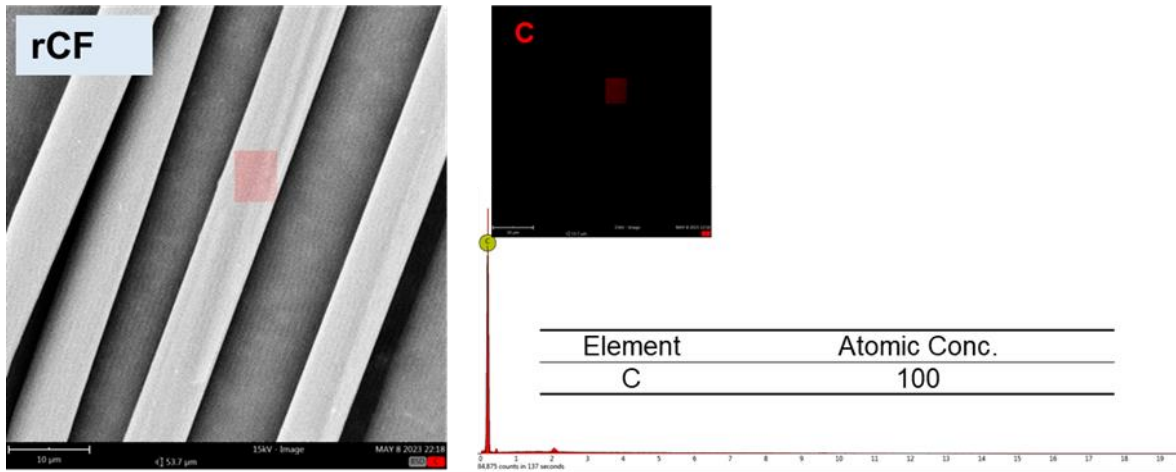 rCF
15kV - Image
MAY 8 2023 22:18
10 µm
53.7 µm
BSD C
C
C
Element Atomic Conc.
C 100
0 1 2 3 4 5 6 7 8 9 10 11 12 13 14 15 16 17 18 19
84,875 counts in 137 seconds